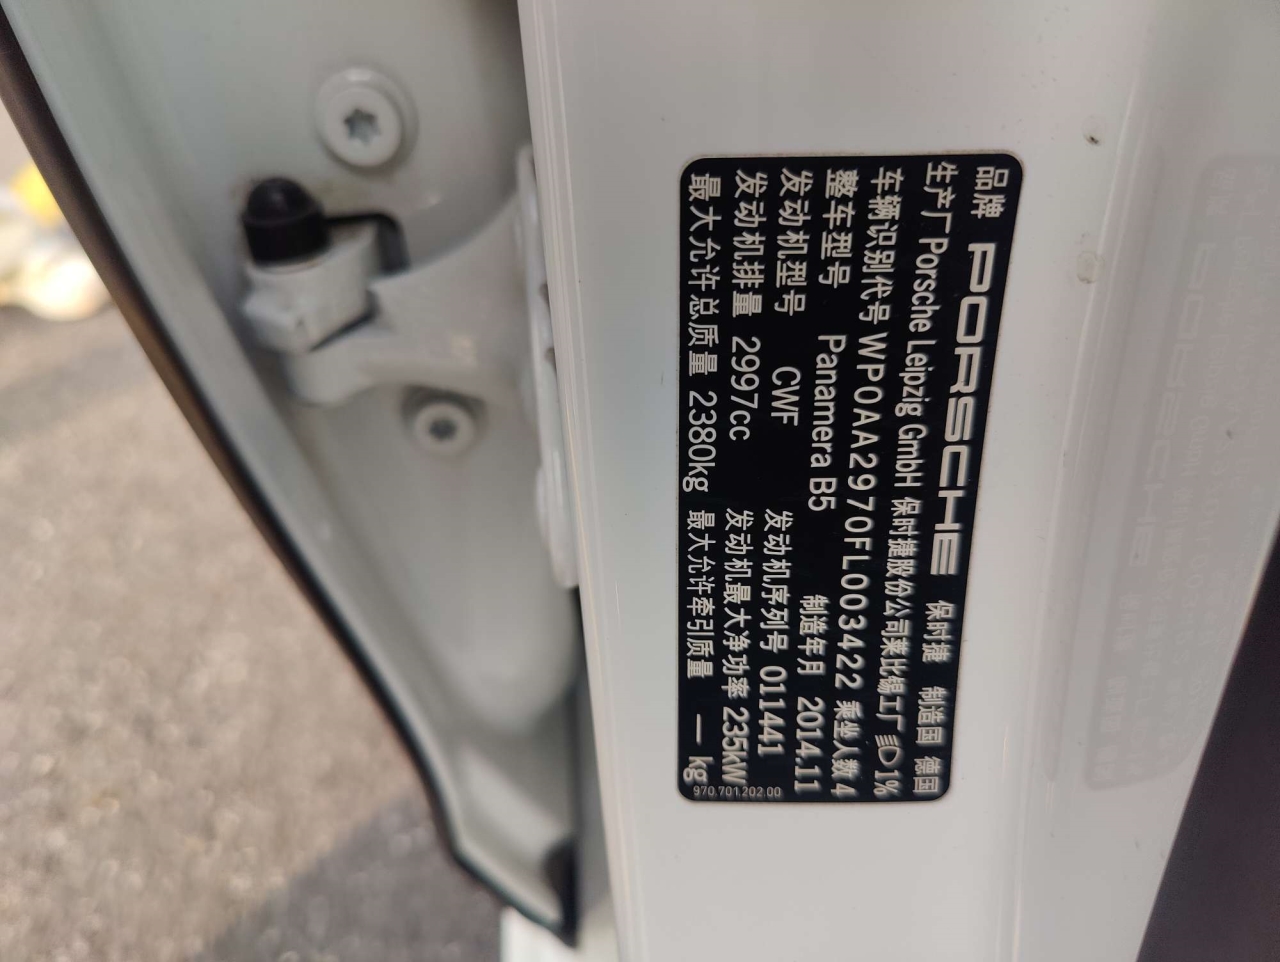 品牌 PORSCHE 保时捷 制造国 德国
生产厂 Porsche Leipzig GmbH 保时捷股份公司莱比锡工厂 1%
车辆识别代号 WP0AA2970FL003422 乘坐人数 4
整车型号 Panamera B5 制造年月 2014.11
发动机型号 CWF 发动机序列号 011441
发动机排量 2997cc 发动机最大净功率 235kW
最大允许总质量 2380kg 最大允许牵引质量 — kg
970.701.202.00